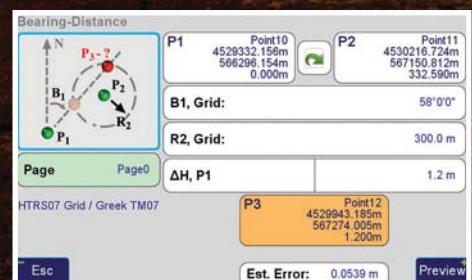 Bearing-Distance
N
P3 - ?
B1
P2
R2
P1
P1 Point10
4529332.156m
566296.154m
0.000m
P2 Point11
4530216.724m
567150.812m
332.590m
B1, Grid: 58°0'0"
R2, Grid: 300.0 m
Page Page0
ΔH, P1 1.2 m
HTRS07 Grid / Greek TM07
P3 Point12
4529943.185m
567274.005m
1.200m
Esc
Est. Error: 0.0539 m
Preview